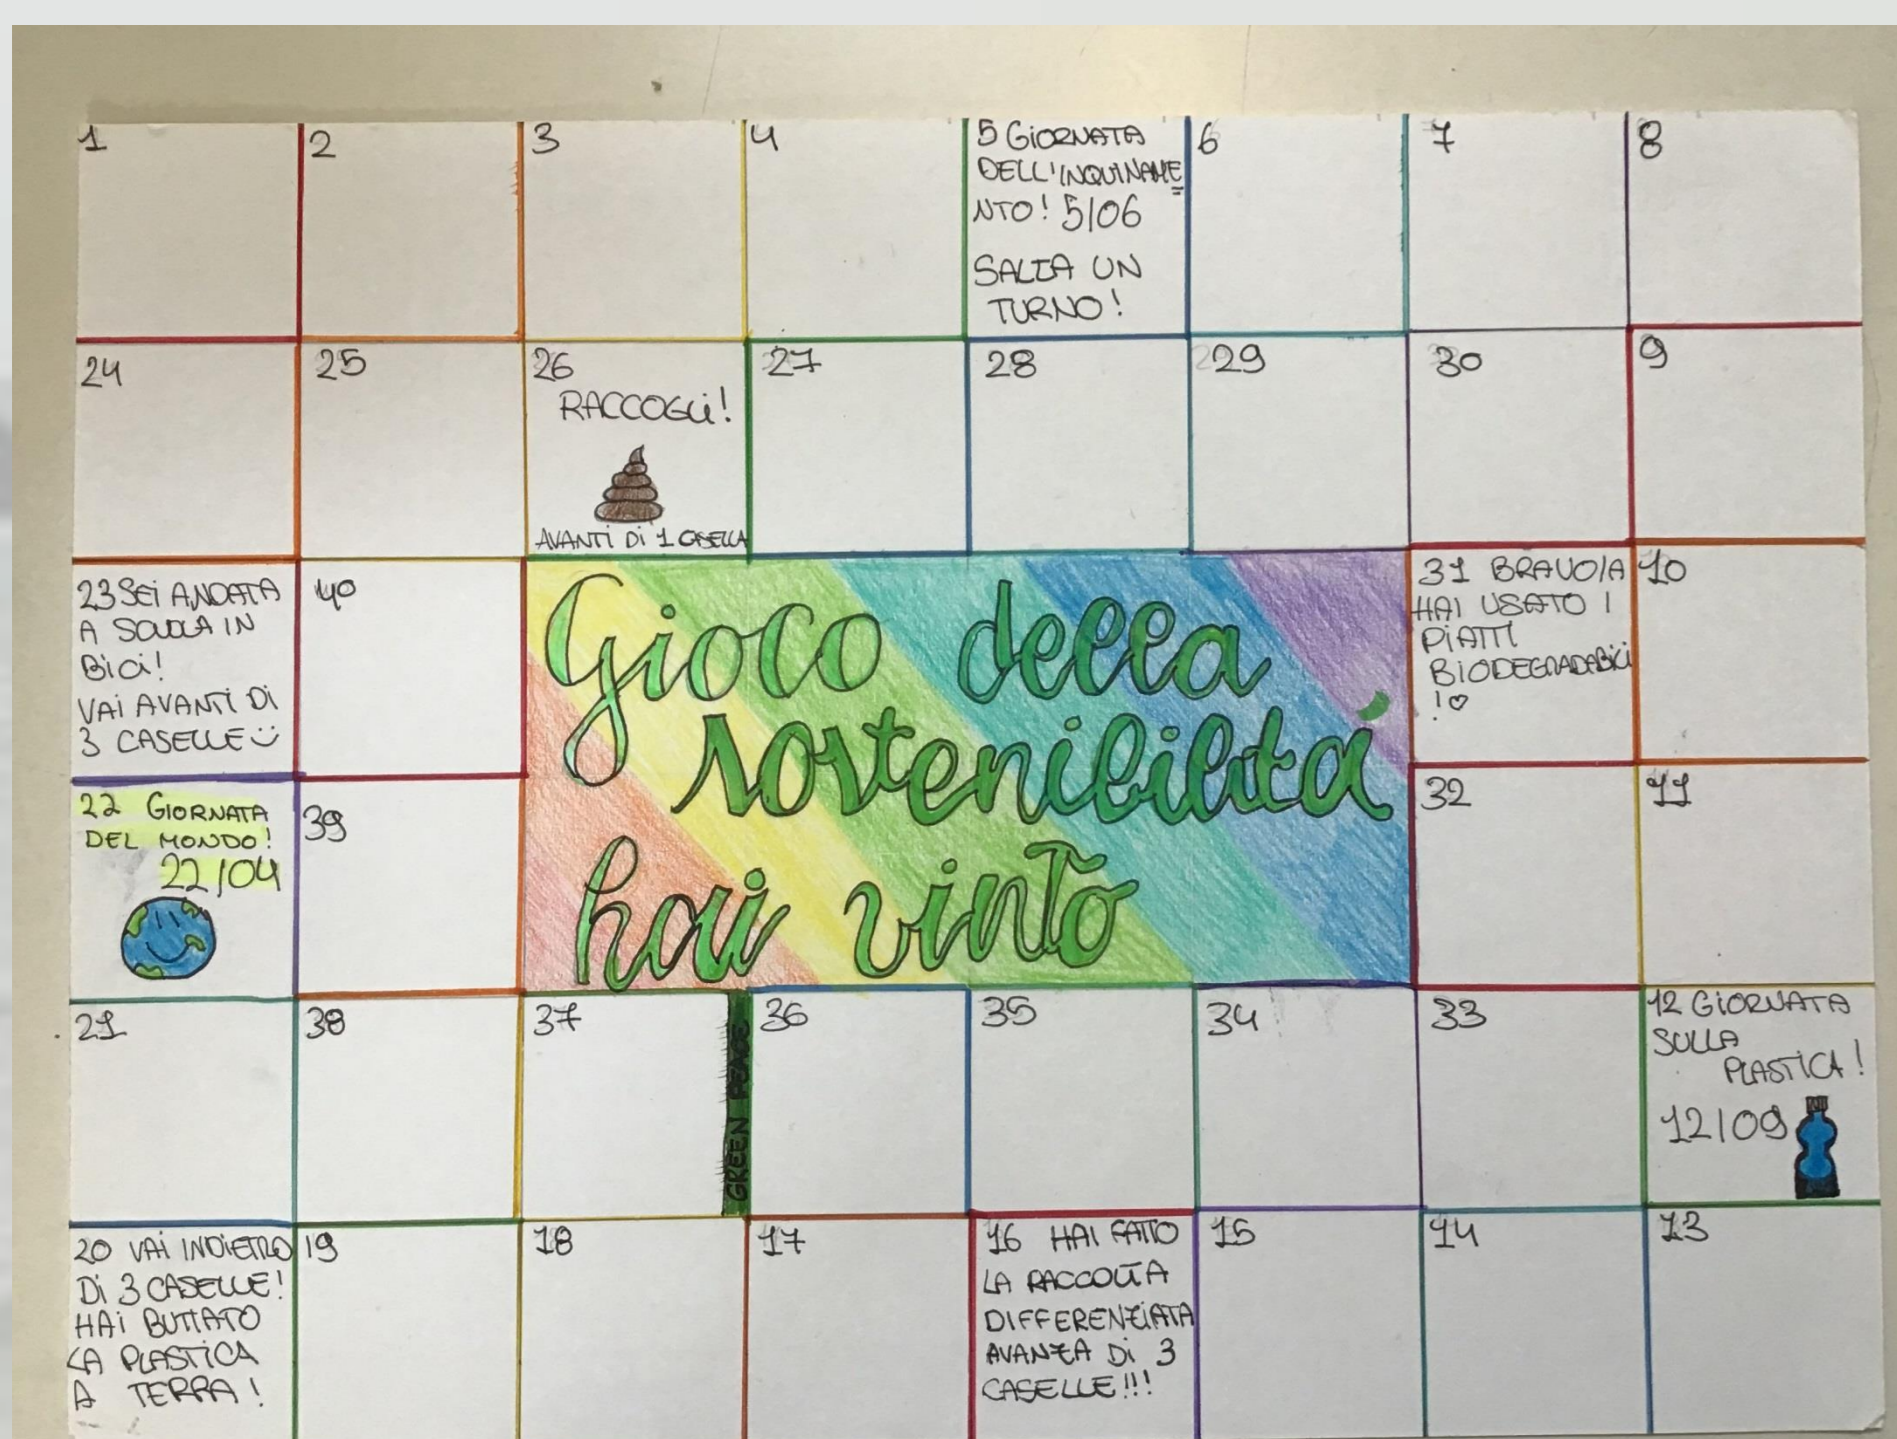 1
2
3
4
5 GIORNATA
DELL'INQUINAME
NTO! 5/06
SALTA UN
TURNO!
6
7
8
24
25
26
RACCOGLI!
AVANTI DI 1 CASELLA
27
28
29
30
9
23 SEI ANDATA
A SCUOLA IN
BICI!
VAI AVANTI DI
3 CASELLE
40
Gioco della
sostenibilità
hai vinto
31 BRAVO/A
HAI USATO I
PIATTI
BIODEGRADABILI
!
10
22 GIORNATA
DEL MONDO!
22/04
39
32
11
21
38
37
GREEN PEACE
36
35
34
33
12 GIORNATA
SULLA
PLASTICA!
12/09
20 VAI INDIETRO
DI 3 CASELLE!
HAI BUTTATO
LA PLASTICA
A TERRA!
19
18
17
16 HAI FATTO
LA RACCOLTA
DIFFERENZIATA
AVANZA DI 3
CASELLE!!!
15
14
13